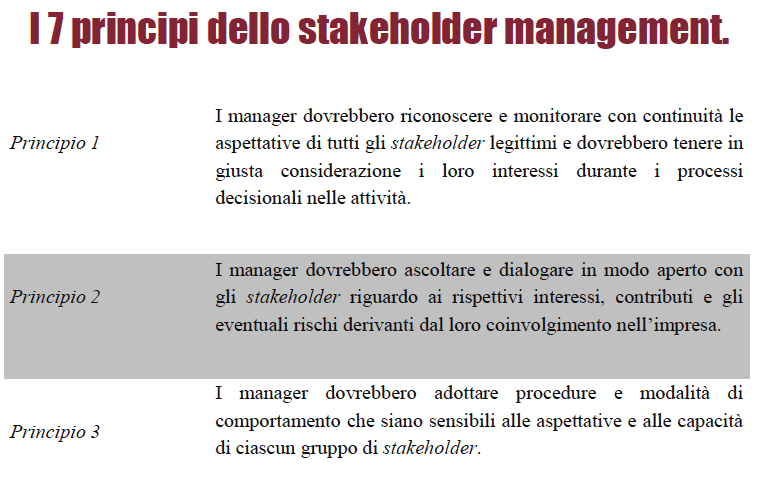 I 7 principi dello stakeholder management.
I manager dovrebbero riconoscere e monitorare con continuità le
aspettative di tutti gli stakeholder legittimi e dovrebbero tenere in
Principio 1
giusta considerazione i loro interessi durante i processi
decisionali nelle attività.
I manager dovrebbero ascoltare e dialogare in modo aperto con
Principio 2
gli stakeholder riguardo ai rispettivi interessi, contributi e gli
eventuali rischi derivanti dal loro coinvolgimento nell’impresa.
I manager dovrebbero adottare procedure e modalità di
comportamento che siano sensibili alle aspettative e alle capacità
Principio 3
di ciascun gruppo di stakeholder.